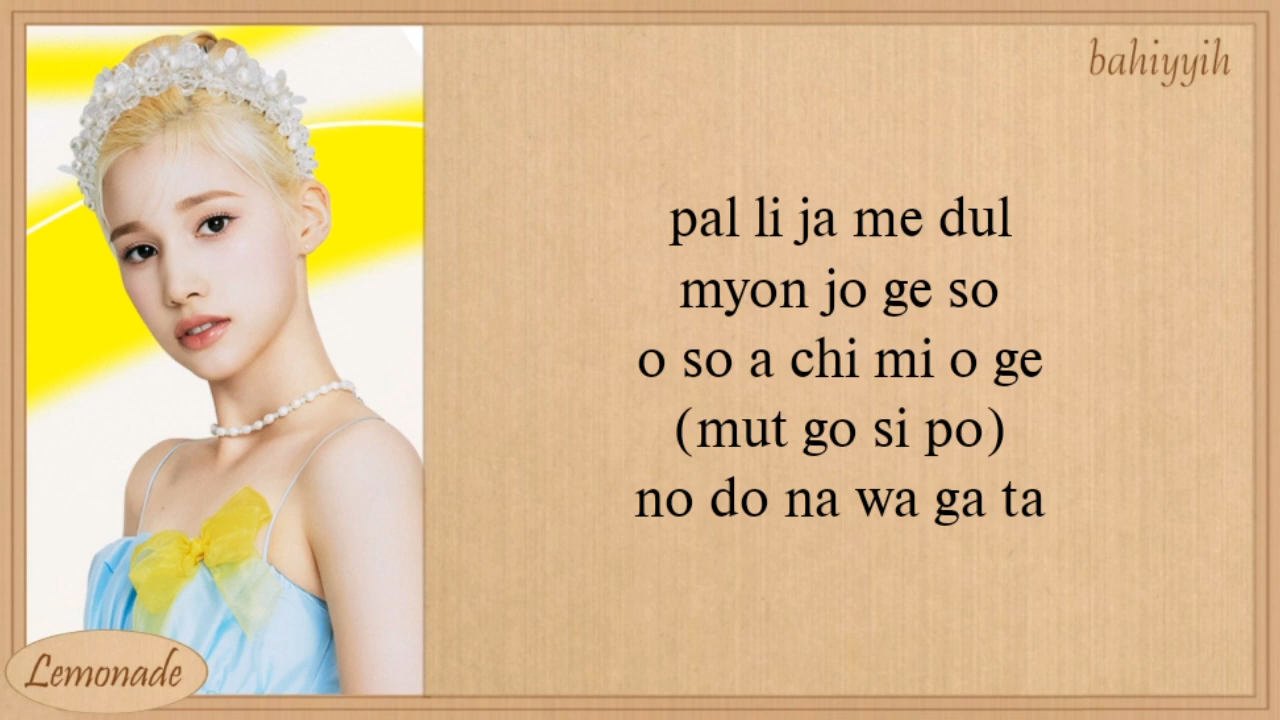 bahiyyih
pal li ja me dul
myon jo ge so
o so a chi mi o ge
(mut go si po)
no do na wa ga ta
Lemonade